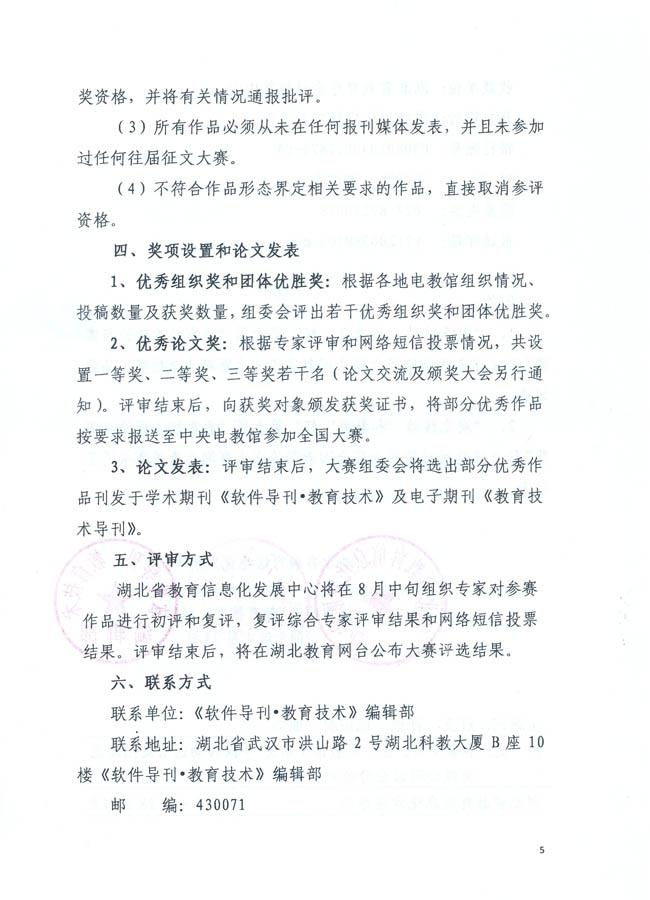 奖资格，并将有关情况通报批评。
（3）所有作品必须从未在任何报刊媒体发表，并且未参加
过任何往届征文大赛。
（4）不符合作品形态界定相关要求的作品，直接取消参评
资格。
四、奖项设置和论文发表
1、优秀组织奖和团体优胜奖：根据各地电教馆组织情况、
投稿数量及获奖数量,组委会评出若干优秀组织奖和团体优胜奖。
2、优秀论文奖：根据专家评审和网络短信投票情况，共设
置一等奖、二等奖、三等奖若干名（论文交流及颁奖大会另行通
知）。评审结束后，向获奖对象颁发获奖证书，将部分优秀作品
按要求报送至中央电教馆参加全国大赛。
3、论文发表：评审结束后，大赛组委会将选出部分优秀作
品刊发于学术期刊《软件导刊•教育技术》及电子期刊《教育技
术导刊》。
五、评审方式
湖北省教育信息化发展中心将在 8 月中旬组织专家对参赛
作品进行初评和复评，复评综合专家评审结果和网络短信投票
结果。评审结束后，将在湖北教育网台公布大赛评选结果。
六、联系方式
联系单位：《软件导刊•教育技术》编辑部
联系地址：湖北省武汉市洪山路 2 号湖北科教大厦 B 座 10
楼《软件导刊•教育技术》编辑部
邮 编：430071
5